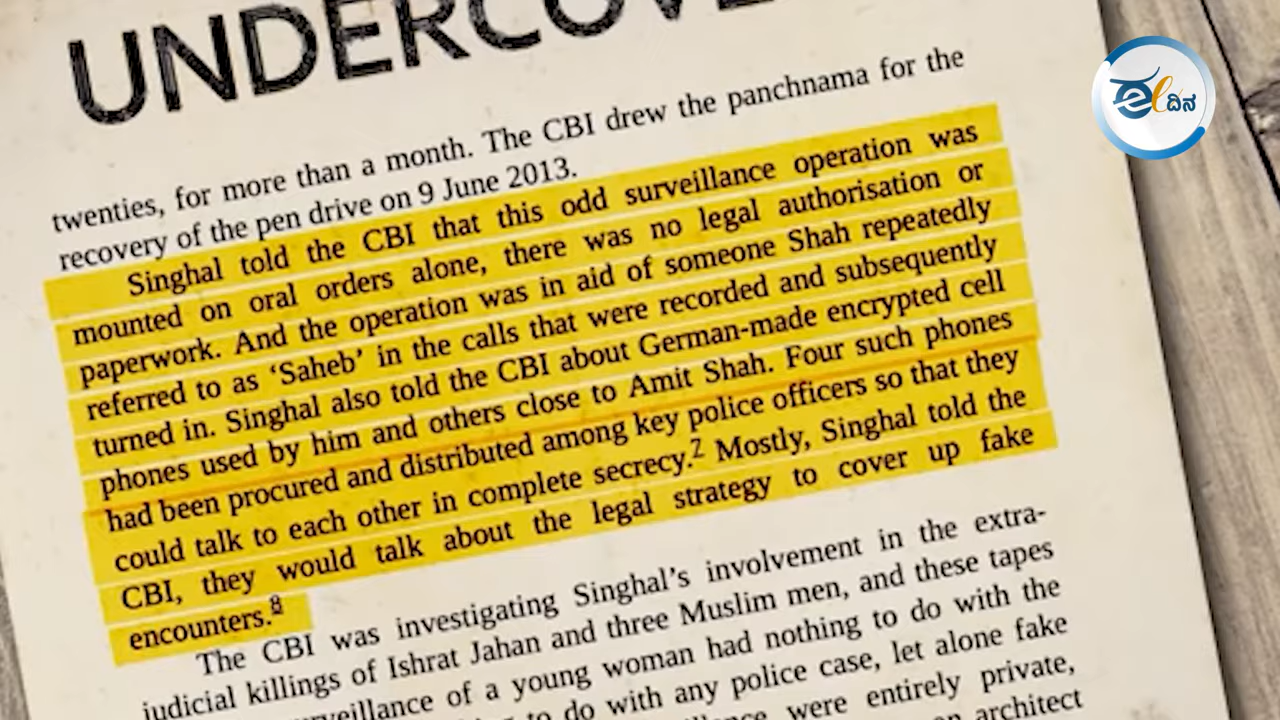 UNDERCOVE
ಈ ದಿನ
twenties, for more than a month. The CBI drew the panchnama for the
recovery of the pen drive on 9 June 2013.
Singhal told the CBI that this odd surveillance operation was
mounted on oral orders alone, there was no legal authorisation or
paperwork. And the operation was in aid of someone Shah repeatedly
referred to as ‘Saheb’ in the calls that were recorded and subsequently
turned in. Singhal also told the CBI about German-made encrypted cell
phones used by him and others close to Amit Shah. Four such phones
had been procured and distributed among key police officers so that they
could talk to each other in complete secrecy.7 Mostly, Singhal told the
CBI, they would talk about the legal strategy to cover up fake
encounters.8
The CBI was investigating Singhal’s involvement in the extra-
judicial killings of Ishrat Jahan and three Muslim men, and these tapes
surveillance of a young woman had nothing to do with the
to do with any police case, let alone fake
were entirely private,
architect